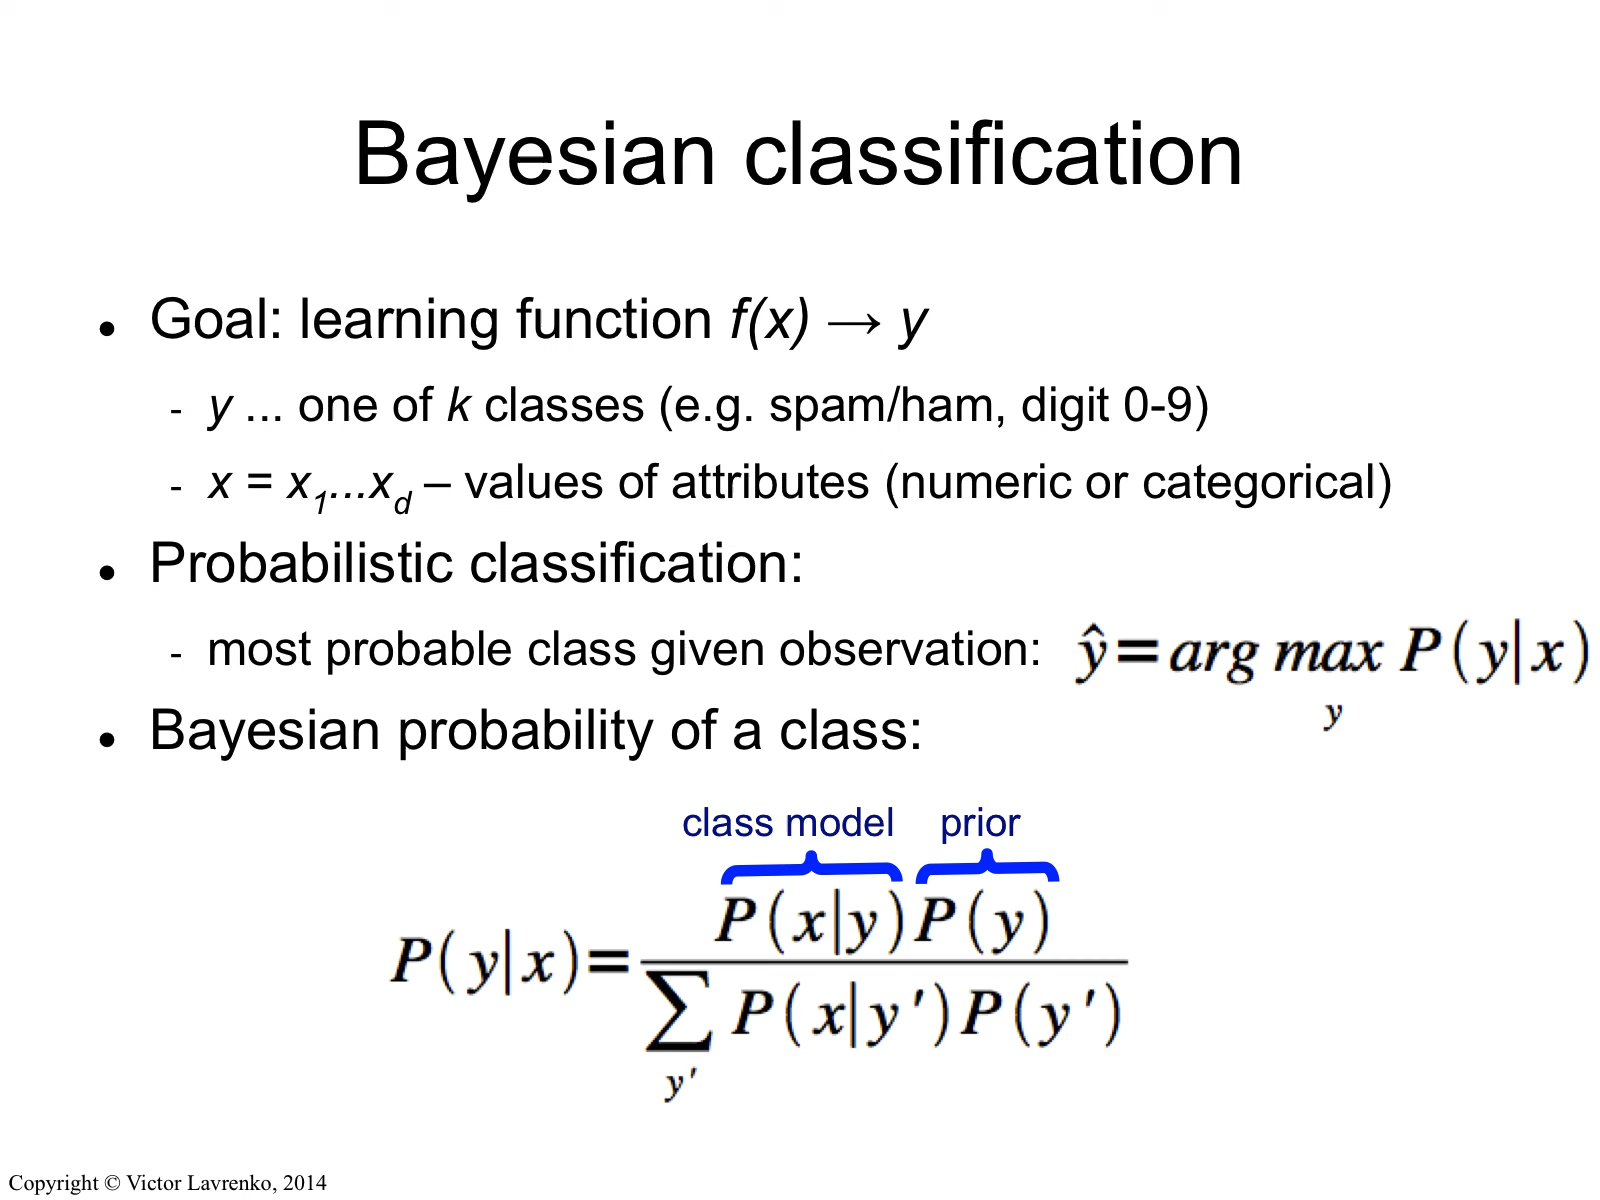 Bayesian classification
● Goal: learning function f(x) → y
- y ... one of k classes (e.g. spam/ham, digit 0-9)
- x = x₁...x_d – values of attributes (numeric or categorical)
● Probabilistic classification:
- most probable class given observation: ŷ = arg max P(y|x)
y
● Bayesian probability of a class:
class model prior
P(x|y)P(y)
P(y|x)=
∑ P(x|y')P(y')
y'
Copyright © Victor Lavrenko, 2014